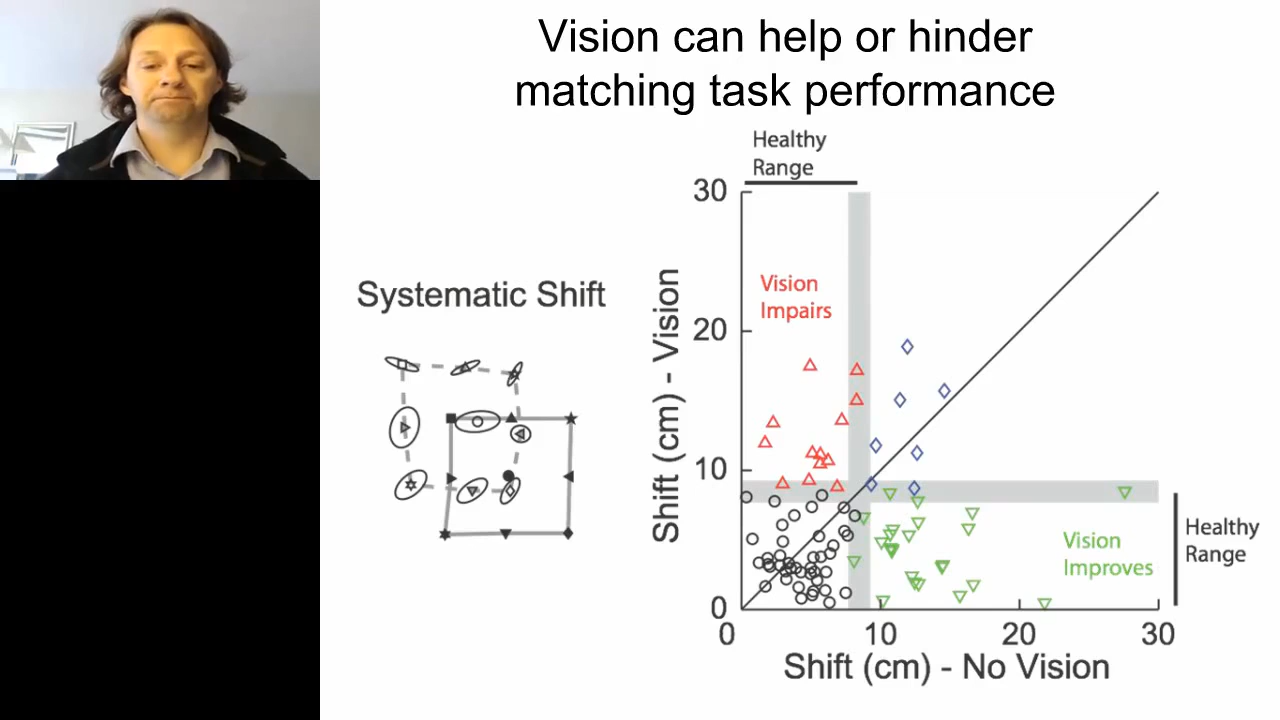 Vision can help or hinder
matching task performance
Healthy
Range
30
20
10
0
Shift (cm) - Vision
Vision
Impairs
Systematic Shift
Vision
Improves
Healthy
Range
0
10
20
30
Shift (cm) - No Vision